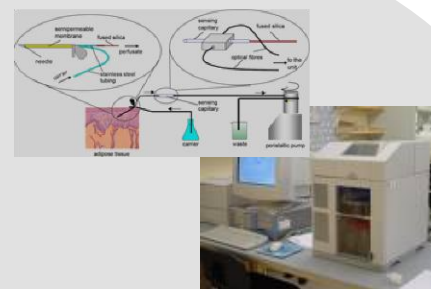 semipermeable
membrane
fused silica
perfusate
needle
stainless steel
tubing
sensing
capillary
fused silica
optical fibres
to the
unit
sensing
capillary
adipose tissue
carrier
waste
peristaltic pump